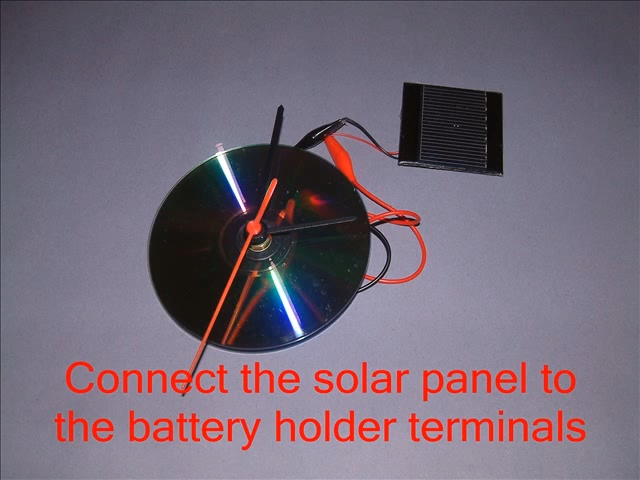 Connect the solar panel to
the battery holder terminals